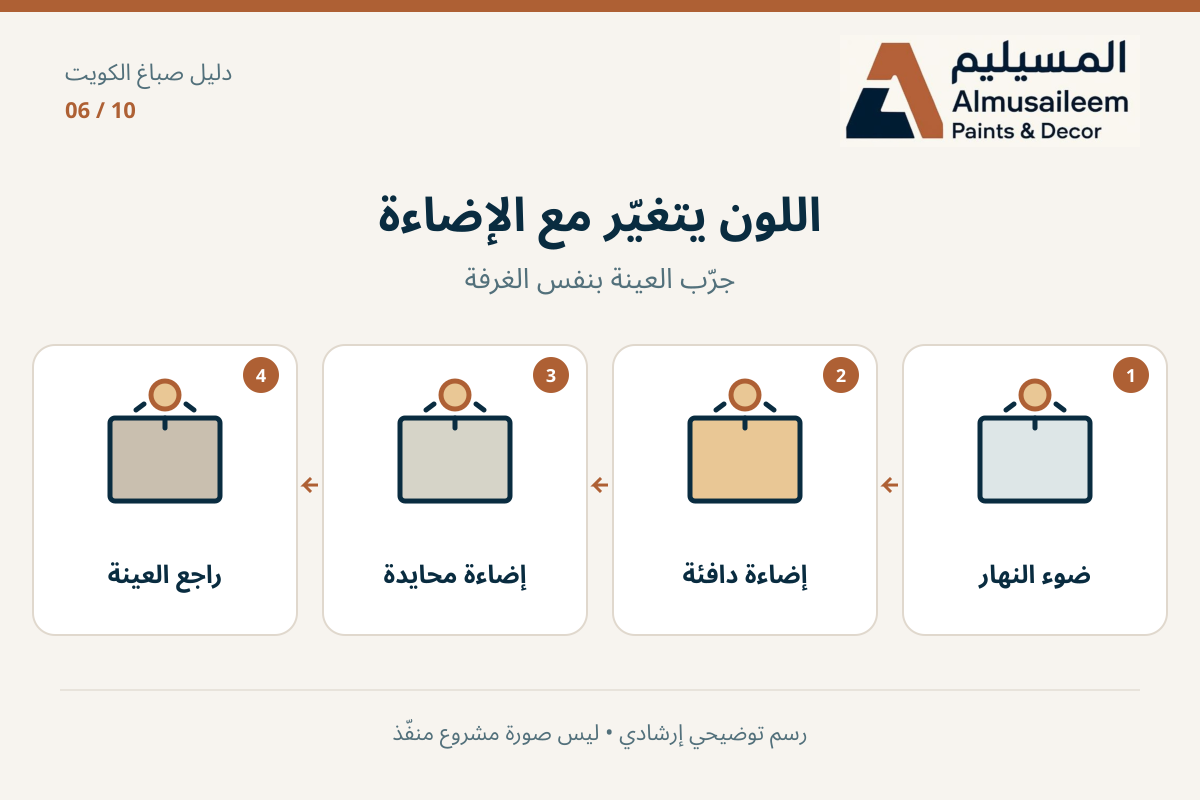 المسيليم
Almusaileem
Paints & Decor
دليل صباغ الكويت
06 / 10
اللون يتغيّر مع الإضاءة
جرّب العينة بنفس الغرفة
1
ضوء النهار
2
إضاءة دافئة
3
إضاءة محايدة
4
راجع العينة
رسم توضيحي إرشادي • ليس صورة مشروع منفّذ